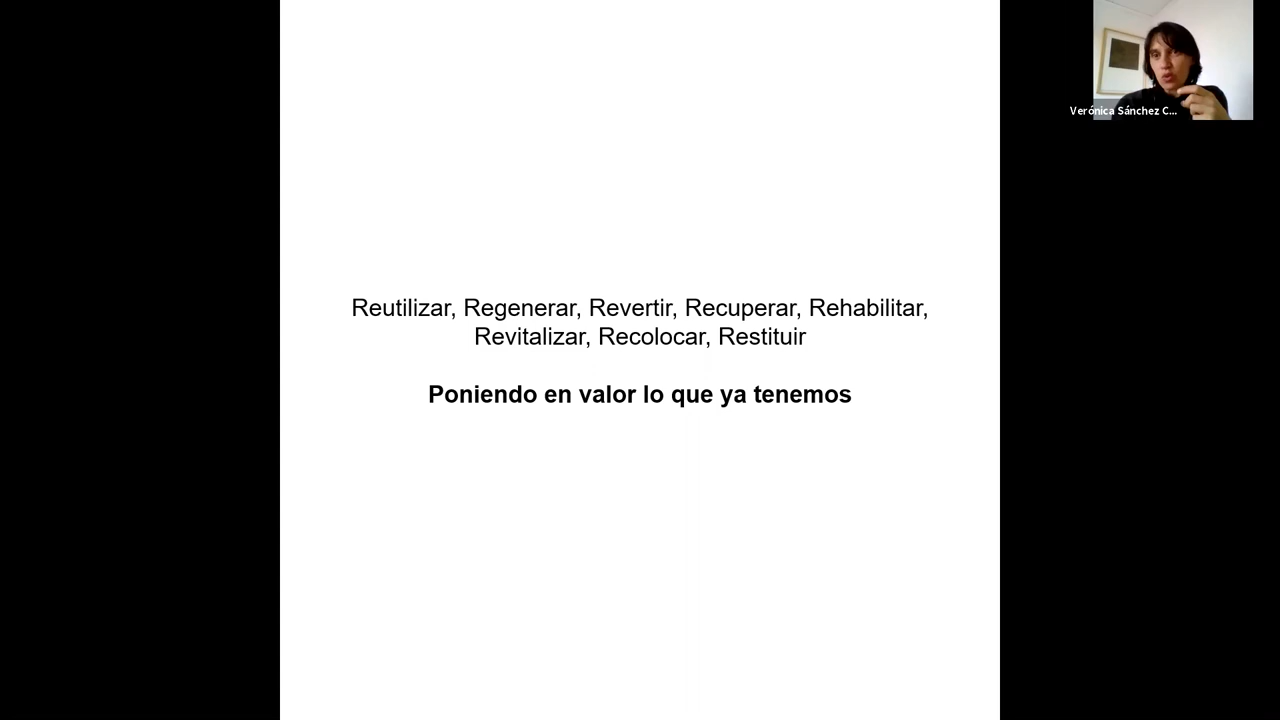 Verónica Sánchez C...
Reutilizar, Regenerar, Revertir, Recuperar, Rehabilitar,
Revitalizar, Recolocar, Restituir
Poniendo en valor lo que ya tenemos